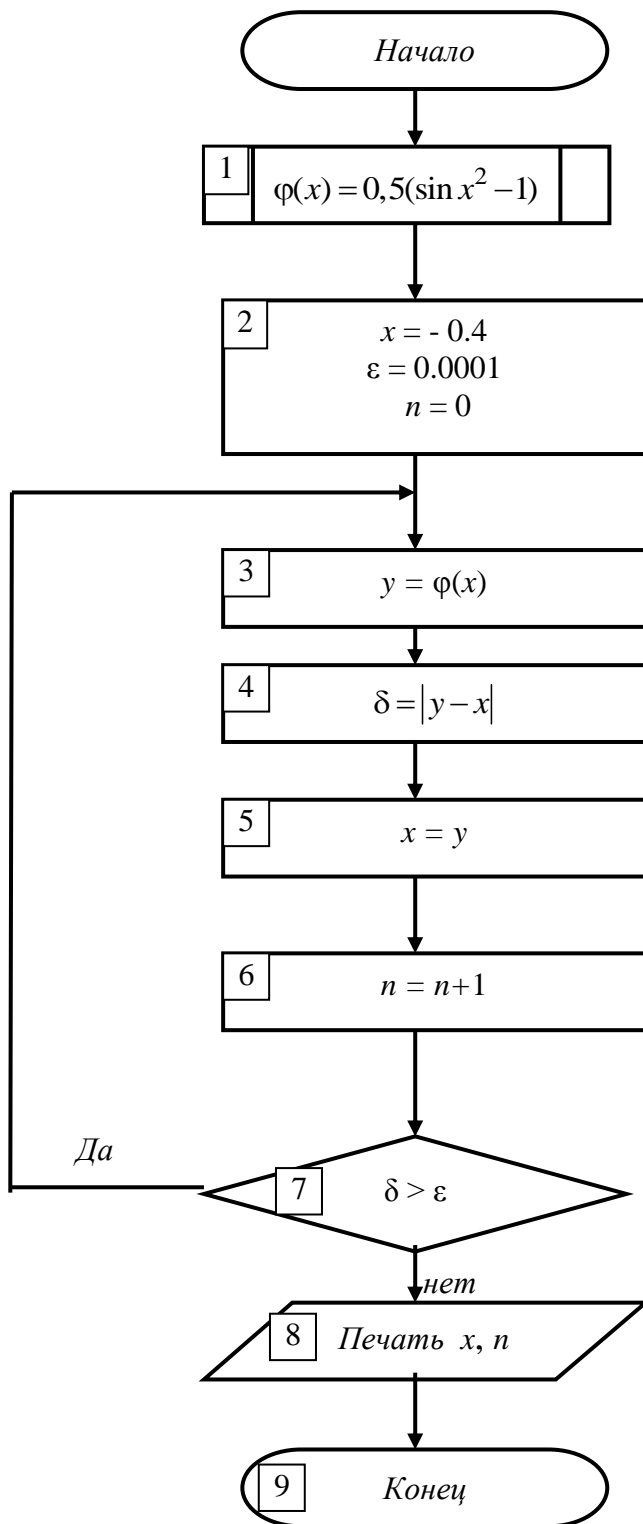 Начало
1
φ(x) = 0,5(sin x² −1)
2
x = - 0.4
ε = 0.0001
n = 0
3
y = φ(x)
4
δ = |y − x|
5
x = y
6
n = n+1
Да
7
δ > ε
нет
8
Печать x, n
9
Конец